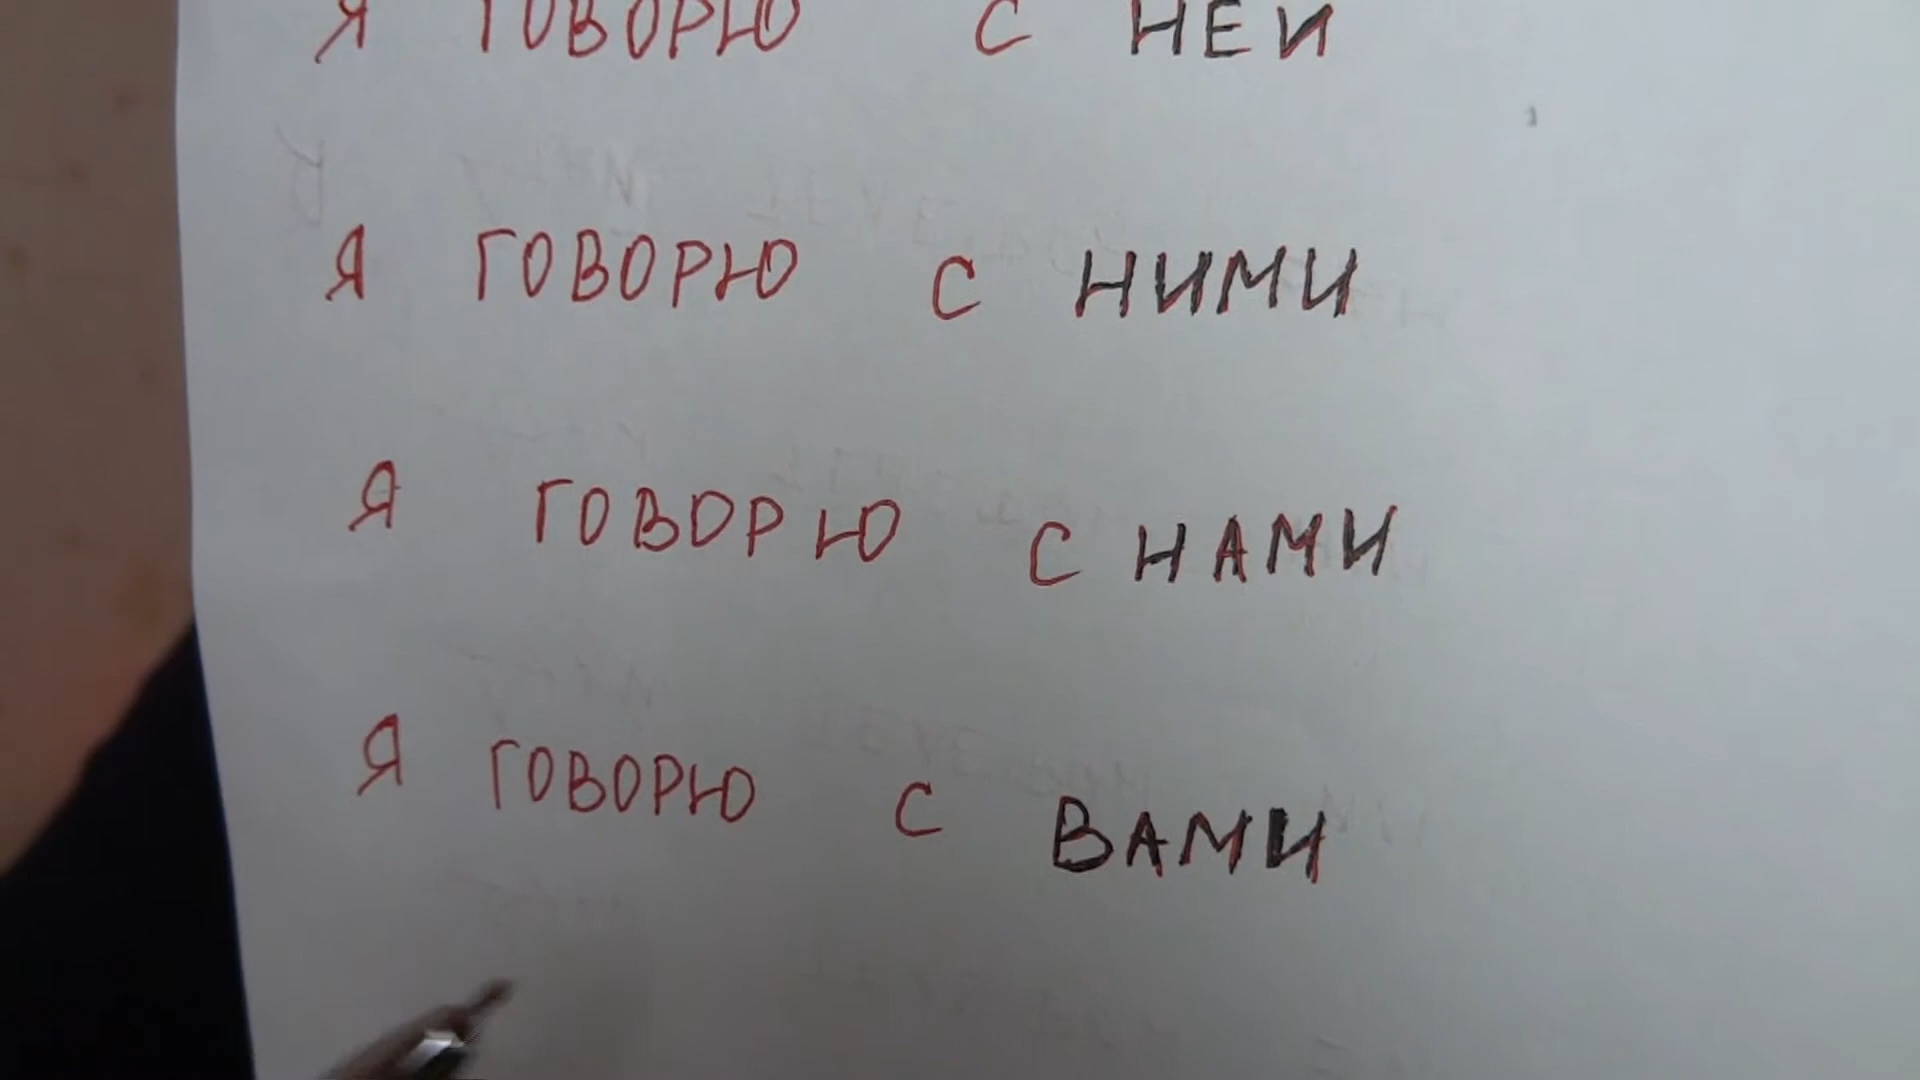 Я ГОВОРЮ С НЕЙ
Я ГОВОРЮ С НИМИ
Я ГОВОРЮ С НАМИ
Я ГОВОРЮ С ВАМИ